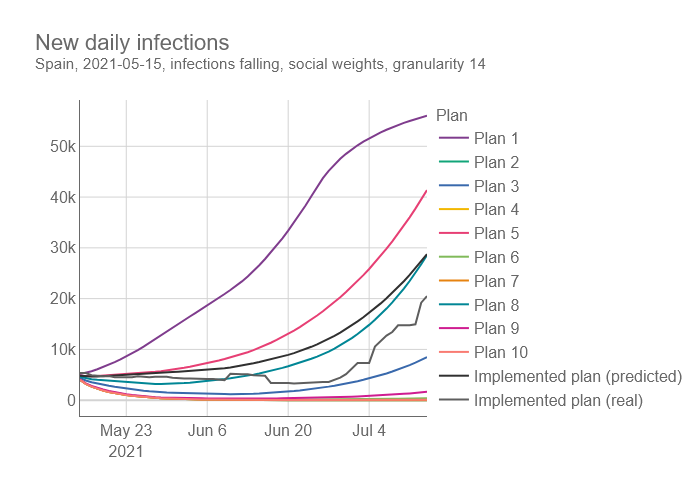 New daily infections
Spain, 2021-05-15, infections falling, social weights, granularity 14
Plan
50k
40k
30k
20k
10k
0
May 23
2021
Jun 6
Jun 20
Jul 4
Plan 1
Plan 2
Plan 3
Plan 4
Plan 5
Plan 6
Plan 7
Plan 8
Plan 9
Plan 10
Implemented plan (predicted)
Implemented plan (real)